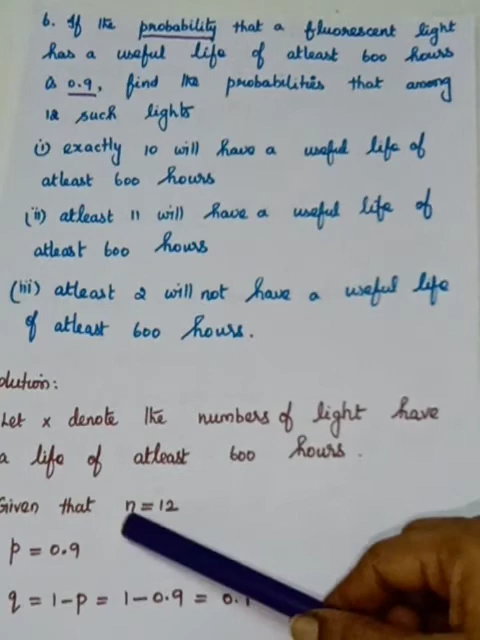 6. If the probability that a fluorescent light
has a useful life of atleast 600 hours
is 0.9, find the probabilities that among
12 such lights
(i) exactly 10 will have a useful life of
atleast 600 hours
(ii) atleast 11 will have a useful life of
atleast 600 hours
(iii) atleast 2 will not have a useful life
of atleast 600 hours.
olution:
Let x denote the numbers of light have
a life of atleast 600 hours.
Given that n = 12
p = 0.9
q = 1-p = 1-0.9 = 0.1